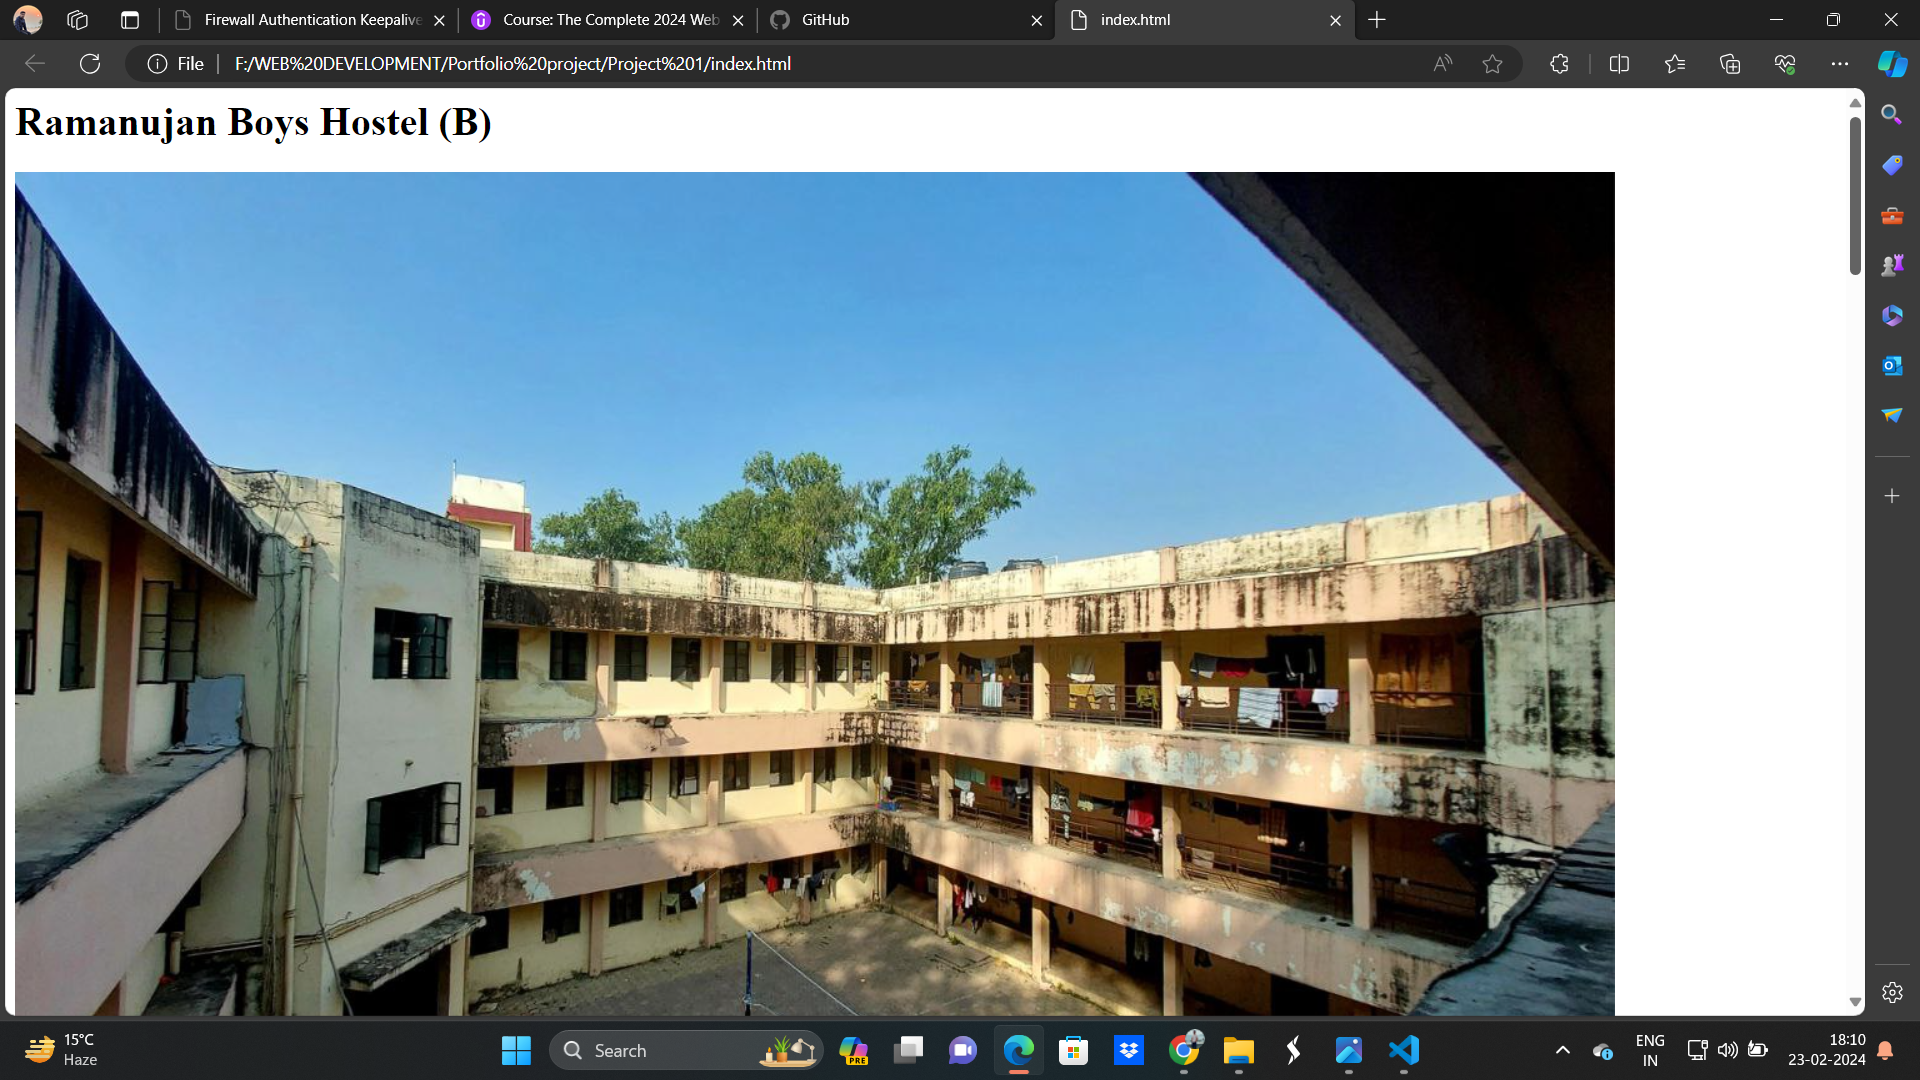 Firewall Authentication Keepalive
Course: The Complete 2024 Web
GitHub
index.html
File
F:/WEB%20DEVELOPMENT/Portfolio%20project/Project%201/index.html
Ramanujan Boys Hostel (B)
15°C
Haze
Search
PRE
ENG
IN
18:10
23-02-2024